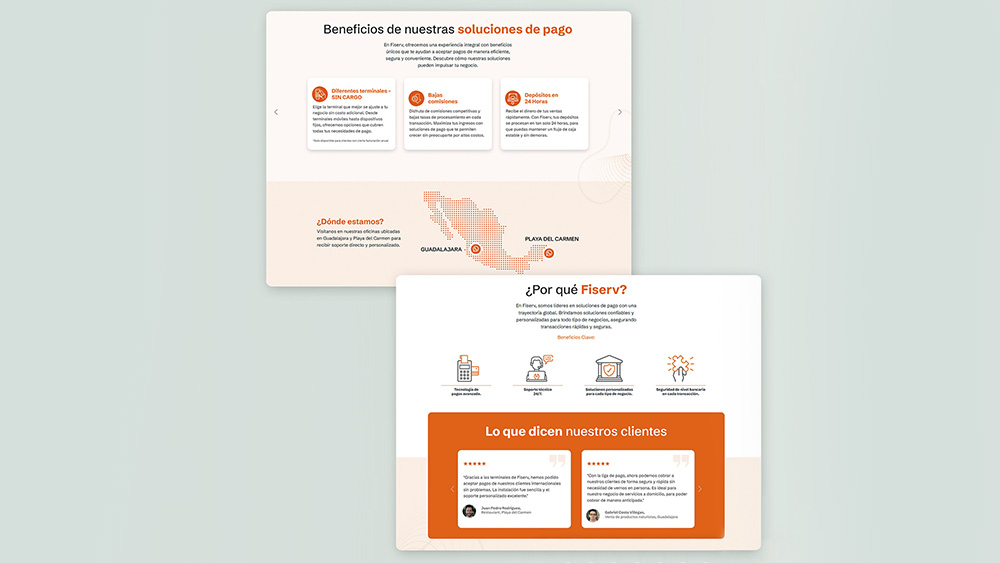 Beneficios de nuestras soluciones de pago
En Fiserv, ofrecemos una experiencia integral con beneficios
únicos que te ayudan a aceptar pagos de manera eficiente,
segura y conveniente. Descubre cómo nuestras soluciones
pueden impulsar tu negocio.
Diferentes terminales -
SIN CARGO
Elige la terminal que mejor se ajuste a tu
negocio sin costo adicional. Desde
terminales móviles hasta dispositivos
fijos, ofrecemos opciones que cubren
todas tus necesidades de pago.
*Solo disponible para clientes con cierta facturación anual
Bajas
comisiones
Disfruta de comisiones competitivas y
bajas tasas de procesamiento en cada
transacción. Maximiza tus ingresos con
soluciones de pago que te permiten
crecer sin preocuparte por altos costos.
Depósitos en
24 Horas
Recibe el dinero de tus ventas
rápidamente. Con Fiserv, tus depósitos
se procesan en tan solo 24 horas, para
que puedas mantener un flujo de caja
estable y sin demoras.
¿Dónde estamos?
Visítanos en nuestras oficinas ubicadas
en Guadalajara y Playa del Carmen para
recibir soporte directo y personalizado.
GUADALAJARA
PLAYA DEL CARMEN
¿Por qué Fiserv?
En Fiserv, somos líderes en soluciones de pago con una
trayectoria global. Brindamos soluciones confiables y
personalizadas para todo tipo de negocios, asegurando
transacciones rápidas y seguras.
Beneficios Clave:
Tecnología de
pagos avanzada.
Soporte técnico
24/7.
Soluciones personalizadas
para cada tipo de negocio.
Seguridad de nivel bancario
en cada transacción.
Lo que dicen nuestros clientes
"Gracias a las terminales de Fiserv, hemos podido
aceptar pagos de nuestros clientes internacionales
sin problemas. La instalación fue sencilla y el
soporte personalizado excelente."
Juan Pedro Rodríguez,
Restaurant, Playa del Carmen
"Con la liga de pago, ahora podemos cobrar a
nuestros clientes de forma segura y rápida sin
necesidad de vernos en persona. Es ideal para
nuestro negocio de servicios a domicilio, para poder
cobrar de manera anticipada."
Gabriel Costa Villegas,
Venta de productos naturistas, Guadalajara